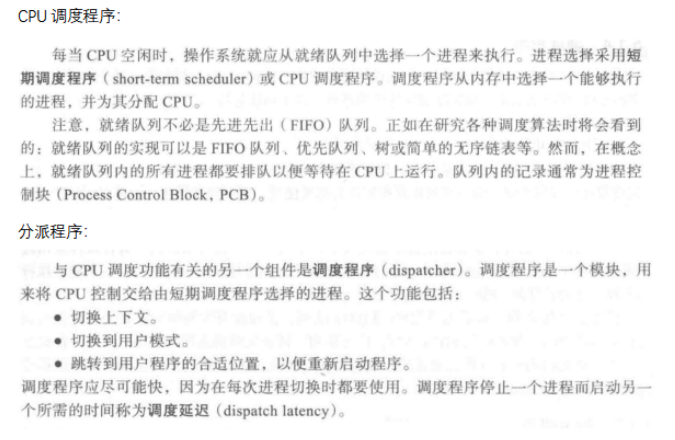 CPU 调度程序：
每当 CPU 空闲时，操作系统就应从就绪队列中选择一个进程来执行。进程选择采用短
期调度程序（short-term scheduler）或 CPU 调度程序。调度程序从内存中选择一个能够执行
的进程，并为其分配 CPU。
注意，就绪队列不必是先进先出（FIFO）队列。正如在研究各种调度算法时将会看到
的：就绪队列的实现可以是 FIFO 队列、优先队列、树或简单的无序链表等。然而，在概念
上，就绪队列内的所有进程都要排队以便等待在 CPU 上运行。队列内的记录通常为进程控
制块（Process Control Block，PCB）。
分派程序：
与 CPU 调度功能有关的另一个组件是调度程序（dispatcher）。调度程序是一个模块，用
来将 CPU 控制交给由短期调度程序选择的进程。这个功能包括：
● 切换上下文。
● 切换到用户模式。
● 跳转到用户程序的合适位置，以便重新启动程序。
调度程序应尽可能快，因为在每次进程切换时都要使用。调度程序停止一个进程而启动另一
个所需的时间称为调度延迟（dispatch latency）。